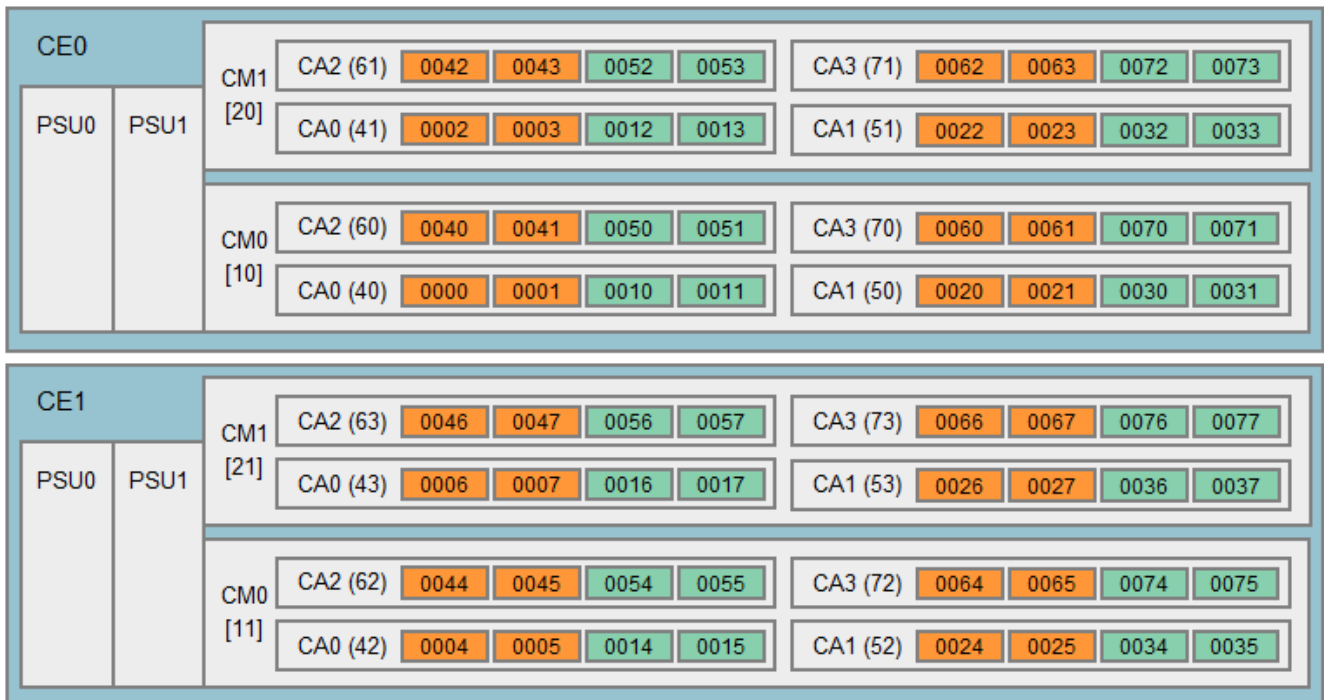 CE0
PSU0 PSU1
CM1
[20]
CA2 (61) 0042 0043 0052 0053 CA3 (71) 0062 0063 0072 0073
CA0 (41) 0002 0003 0012 0013 CA1 (51) 0022 0023 0032 0033
CM0
[10]
CA2 (60) 0040 0041 0050 0051 CA3 (70) 0060 0061 0070 0071
CA0 (40) 0000 0001 0010 0011 CA1 (50) 0020 0021 0030 0031
CE1
PSU0 PSU1
CM1
[21]
CA2 (63) 0046 0047 0056 0057 CA3 (73) 0066 0067 0076 0077
CA0 (43) 0006 0007 0016 0017 CA1 (53) 0026 0027 0036 0037
CM0
[11]
CA2 (62) 0044 0045 0054 0055 CA3 (72) 0064 0065 0074 0075
CA0 (42) 0004 0005 0014 0015 CA1 (52) 0024 0025 0034 0035